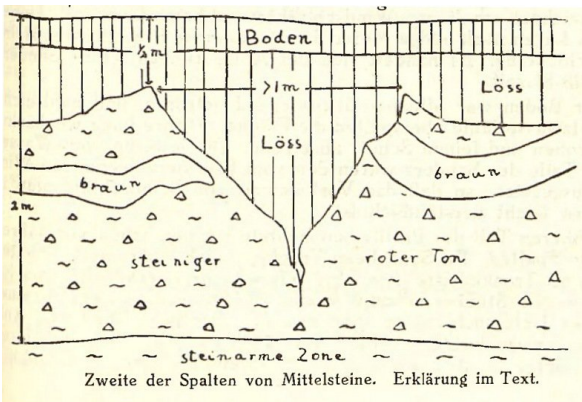 Boden
½ m
>1m
Löss
Löss
braun
braun
2m
steiniger roter Ton
steinarme Zone
Zweite der Spalten von Mittelsteine. Erklärung im Text.